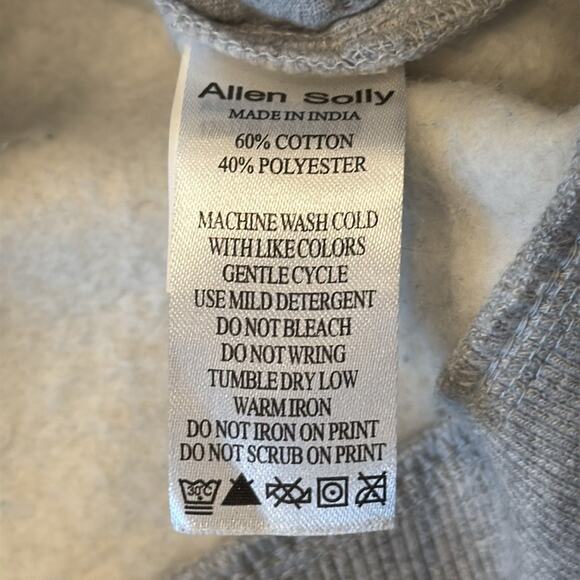 Allen Solly
MADE IN INDIA
60% COTTON
40% POLYESTER
MACHINE WASH COLD
WITH LIKE COLORS
GENTLE CYCLE
USE MILD DETERGENT
DO NOT BLEACH
DO NOT WRING
TUMBLE DRY LOW
WARM IRON
DO NOT IRON ON PRINT
DO NOT SCRUB ON PRINT
30°C